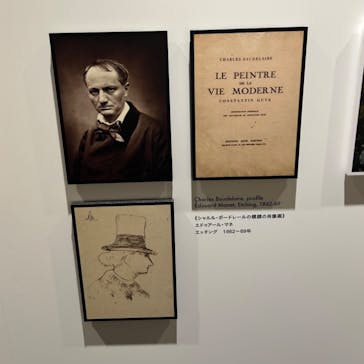 CHARLES BAUDELAIRE
LE PEINTRE
DE LA
VIE MODERNE
CONSTANTIN GUYS
Charles Baudelaire, profile
Édouard Manet, Etching, 1862-69
《シャルル・ボードレールの横顔の肖像画》
エドゥアール・マネ
エッチング 1862－69年